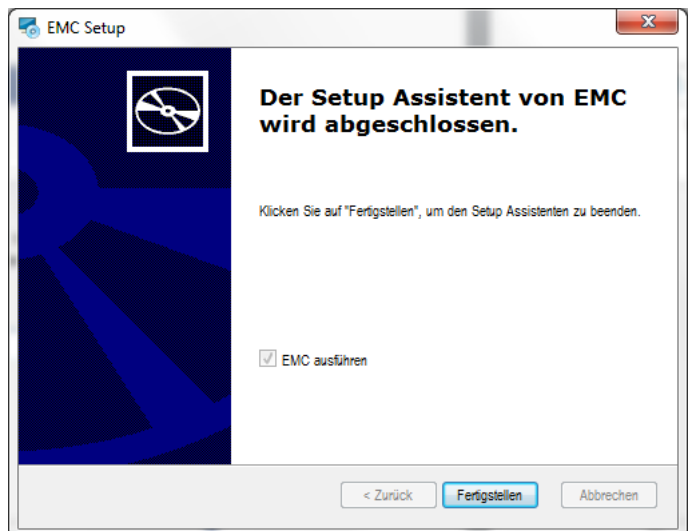 EMC Setup
Der Setup Assistent von EMC
wird abgeschlossen.
Klicken Sie auf "Fertigstellen", um den Setup Assistenten zu beenden.
EMC ausführen
< Zurück
Fertigstellen
Abbrechen